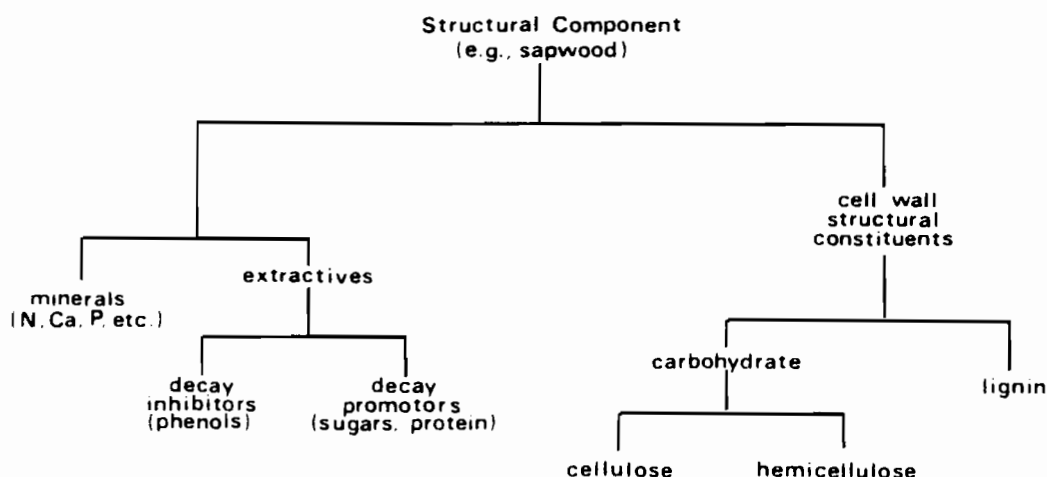 Structural Component
(e.g., sapwood)
cell wall
structural
constituents
extractives
minerals
(N, Ca, P, etc.)
decay
inhibitors
(phenols)
decay
promotors
(sugars, protein)
carbohydrate
lignin
cellulose
hemicellulose